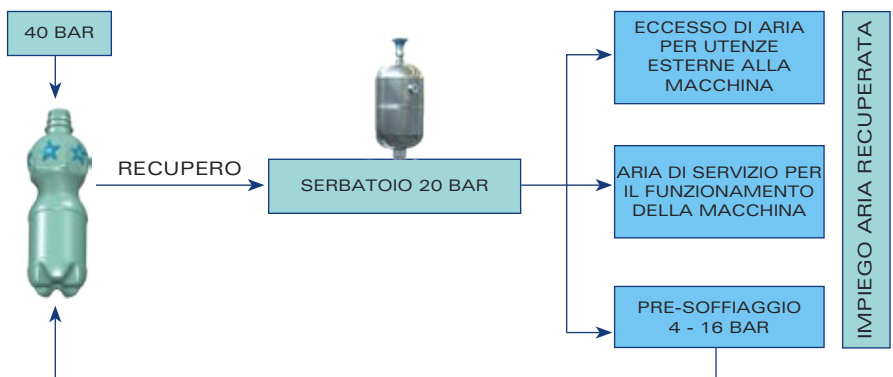 40 BAR
RECUPERO
SERBATOIO 20 BAR
ECCESSO DI ARIA
PER UTENZE
ESTERNE ALLA
MACCHINA
ARIA DI SERVIZIO PER
IL FUNZIONAMENTO
DELLA MACCHINA
PRE-SOFFIAGGIO
4 - 16 BAR
IMPIEGO ARIA RECUPERATA